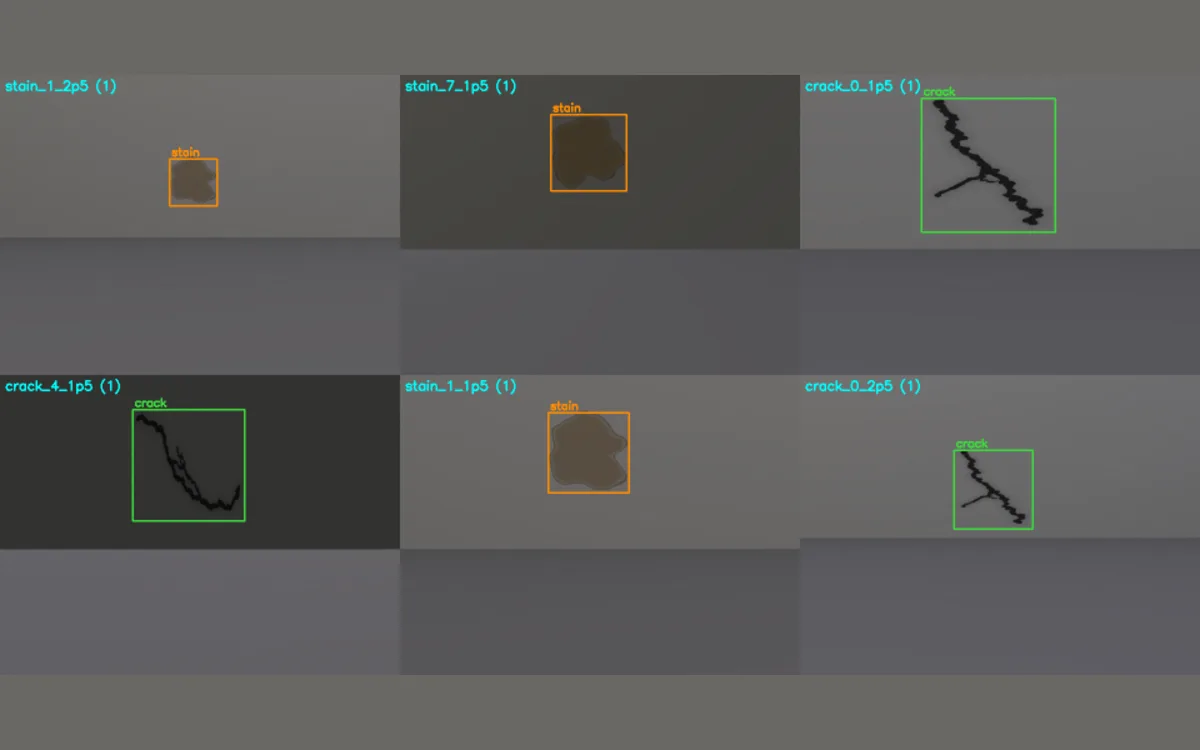 stain_1_2p5 (1)
stain
stain_7_1p5 (1)
stain
crack_0_1p5 (1)
crack
crack_4_1p5 (1)
crack
stain_1_1p5 (1)
stain
crack_0_2p5 (1)
crack